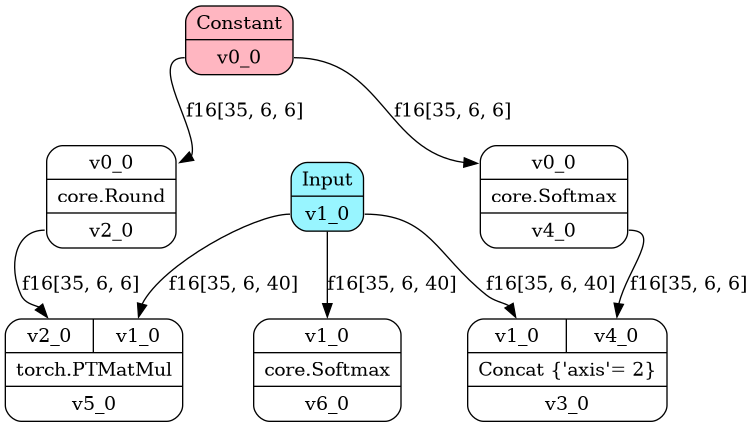 Constant
v0_0
f16[35, 6, 6]
f16[35, 6, 6]
v0_0
core.Round
v2_0
Input
v1_0
v0_0
core.Softmax
v4_0
f16[35, 6, 6]
f16[35, 6, 40]
f16[35, 6, 40]
f16[35, 6, 40]
f16[35, 6, 6]
v2_0
v1_0
torch.PTMatMul
v5_0
v1_0
core.Softmax
v6_0
v1_0
v4_0
Concat {'axis'= 2}
v3_0